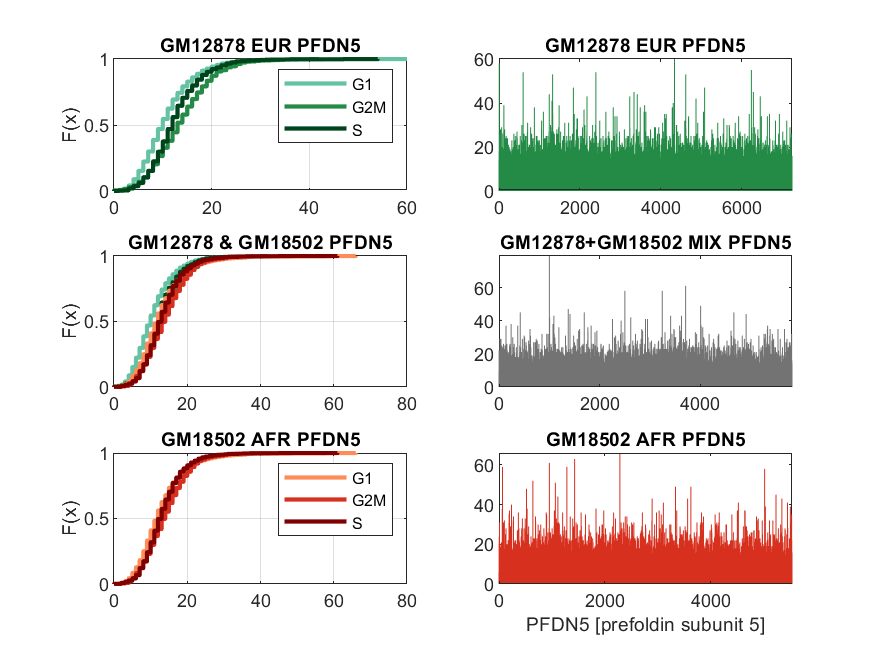 GM12878 EUR PFDN5
1
0.5
0
F(x)
0 20 40 60
G1
G2M
S
GM12878 EUR PFDN5
60
40
20
0
0 2000 4000 6000
GM12878 & GM18502 PFDN5
1
0.5
0
F(x)
0 20 40 60 80
GM12878+GM18502 MIX PFDN5
60
40
20
0
0 2000 4000
GM18502 AFR PFDN5
1
0.5
0
F(x)
0 20 40 60 80
G1
G2M
S
GM18502 AFR PFDN5
60
40
20
0
0 2000 4000
PFDN5 [prefoldin subunit 5]